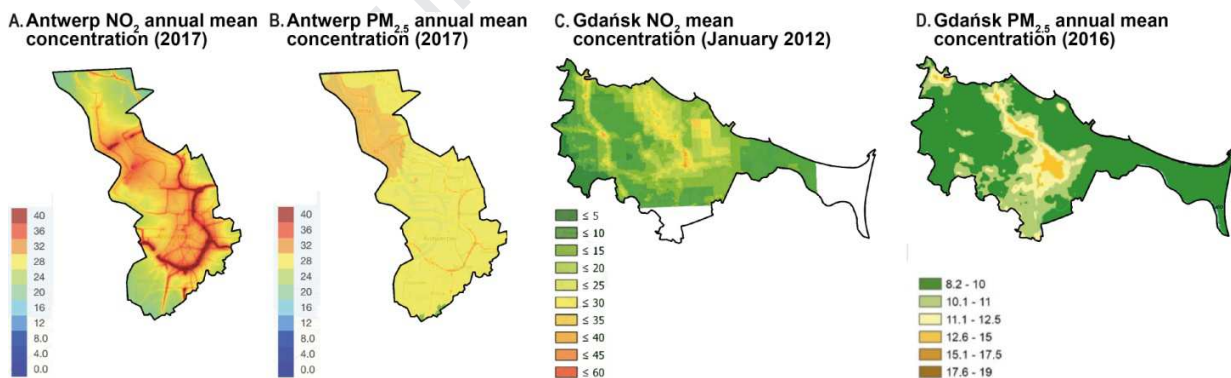 A. Antwerp NO₂ annual mean
concentration (2017)
B. Antwerp PM₂.₅ annual mean
concentration (2017)
C. Gdańsk NO₂ mean
concentration (January 2012)
D. Gdańsk PM₂.₅ annual mean
concentration (2016)
40
36
32
28
24
20
16
12
8.0
4.0
0.0
40
36
32
28
24
20
16
12
8.0
4.0
0.0
≤ 5
≤ 10
≤ 15
≤ 20
≤ 25
≤ 30
≤ 35
≤ 40
≤ 45
≤ 60
8.2 - 10
10.1 - 11
11.1 - 12.5
12.6 - 15
15.1 - 17.5
17.6 - 19